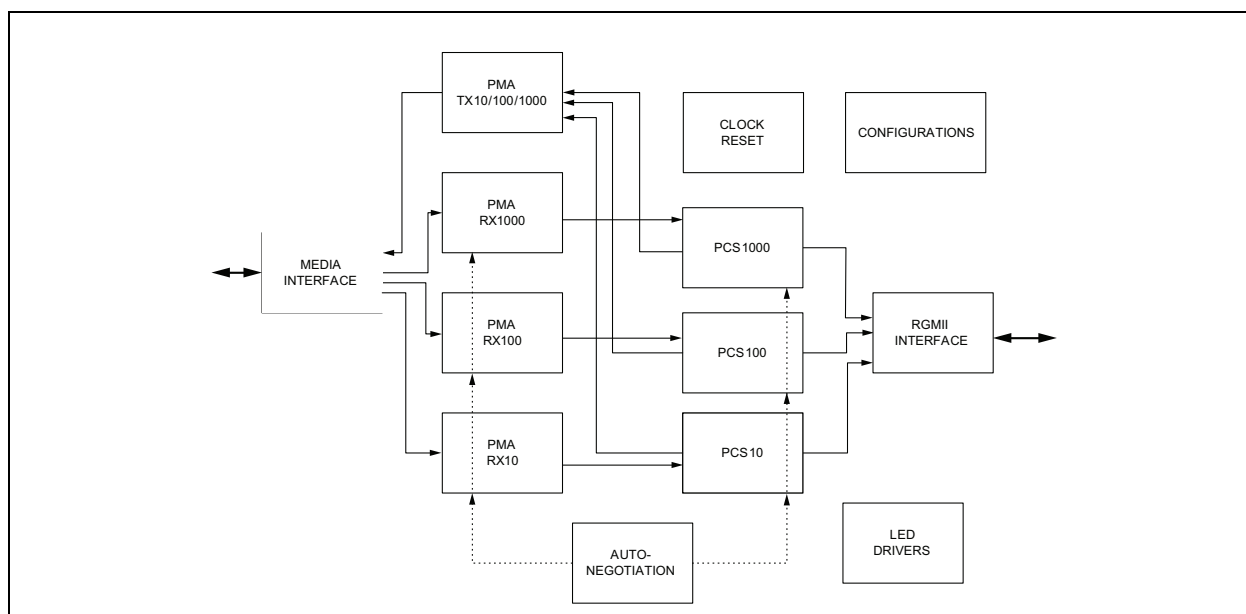 PMA
TX10/100/1000
CLOCK
RESET
CONFIGURATIONS
PMA
RX1000
PCS1000
MEDIA
INTERFACE
PMA
RX100
PCS100
RGMII
INTERFACE
PMA
RX10
PCS10
AUTO-
NEGOTIATION
LED
DRIVERS